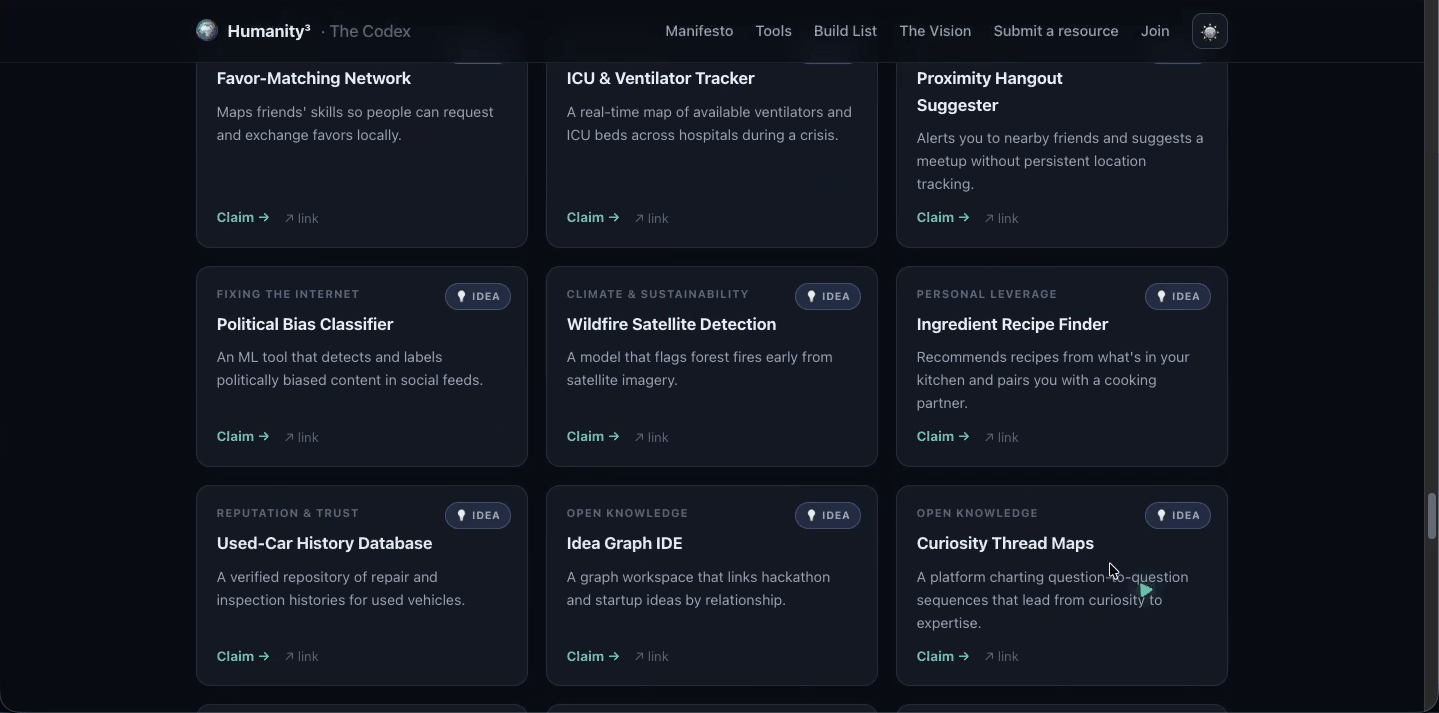 Humanity³ · The Codex
Manifesto Tools Build List The Vision Submit a resource Join
Favor-Matching Network
Maps friends' skills so people can request
and exchange favors locally.
Claim → ↗ link
ICU & Ventilator Tracker
A real-time map of available ventilators and
ICU beds across hospitals during a crisis.
Claim → ↗ link
Proximity Hangout
Suggester
Alerts you to nearby friends and suggests a
meetup without persistent location
tracking.
Claim → ↗ link
FIXING THE INTERNET
IDEA
Political Bias Classifier
An ML tool that detects and labels
politically biased content in social feeds.
Claim → ↗ link
CLIMATE & SUSTAINABILITY
IDEA
Wildfire Satellite Detection
A model that flags forest fires early from
satellite imagery.
Claim → ↗ link
PERSONAL LEVERAGE
IDEA
Ingredient Recipe Finder
Recommends recipes from what's in your
kitchen and pairs you with a cooking
partner.
Claim → ↗ link
REPUTATION & TRUST
IDEA
Used-Car History Database
A verified repository of repair and
inspection histories for used vehicles.
Claim → ↗ link
OPEN KNOWLEDGE
IDEA
Idea Graph IDE
A graph workspace that links hackathon
and startup ideas by relationship.
Claim → ↗ link
OPEN KNOWLEDGE
IDEA
Curiosity Thread Maps
A platform charting question-to-question
sequences that lead from curiosity to
expertise.
Claim → ↗ link